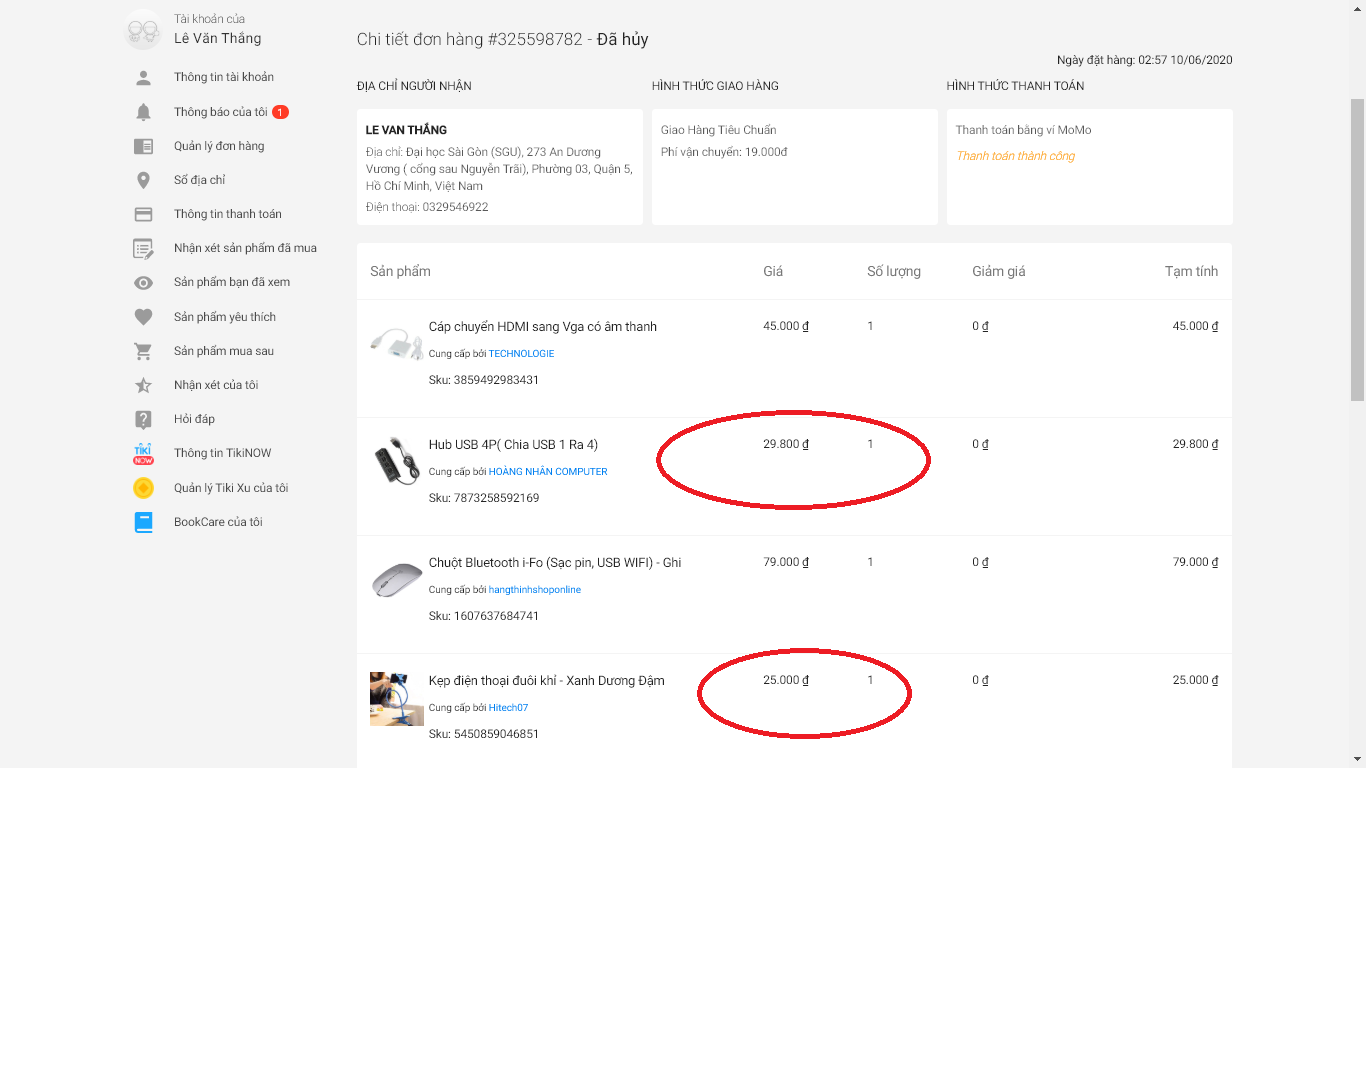 Tài khoản của
Lê Văn Thắng
Thông tin tài khoản
Thông báo của tôi 1
Quản lý đơn hàng
Sổ địa chỉ
Thông tin thanh toán
Nhận xét sản phẩm đã mua
Sản phẩm bạn đã xem
Sản phẩm yêu thích
Sản phẩm mua sau
Nhận xét của tôi
Hỏi đáp
TIKI NOW
Thông tin TikiNOW
Quản lý Tiki Xu của tôi
BookCare của tôi
Chi tiết đơn hàng #325598782 - Đã hủy
Ngày đặt hàng: 02:57 10/06/2020
ĐỊA CHỈ NGƯỜI NHẬN
LE VAN THẮNG
Địa chỉ: Đại học Sài Gòn (SGU), 273 An Dương
Vương ( cổng sau Nguyễn Trãi), Phường 03, Quận 5,
Hồ Chí Minh, Việt Nam
Điện thoại: 0329546922
HÌNH THỨC GIAO HÀNG
Giao Hàng Tiêu Chuẩn
Phí vận chuyển: 19.000đ
HÌNH THỨC THANH TOÁN
Thanh toán bằng ví MoMo
Thanh toán thành công
Sản phẩm Giá Số lượng Giảm giá Tạm tính
Cáp chuyển HDMI sang Vga có âm thanh 45.000 ₫ 1 0 ₫ 45.000 ₫
Cung cấp bởi TECHNOLOGIE
Sku: 3859492983431
Hub USB 4P( Chia USB 1 Ra 4) 29.800 ₫ 1 0 ₫ 29.800 ₫
Cung cấp bởi HOÀNG NHÂN COMPUTER
Sku: 7873258592169
Chuột Bluetooth i-Fo (Sạc pin, USB WIFI) - Ghi 79.000 ₫ 1 0 ₫ 79.000 ₫
Cung cấp bởi hangthinhshoponline
Sku: 1607637684741
Kẹp điện thoại đuôi khỉ - Xanh Dương Đậm 25.000 ₫ 1 0 ₫ 25.000 ₫
Cung cấp bởi Hitech07
Sku: 5450859046851